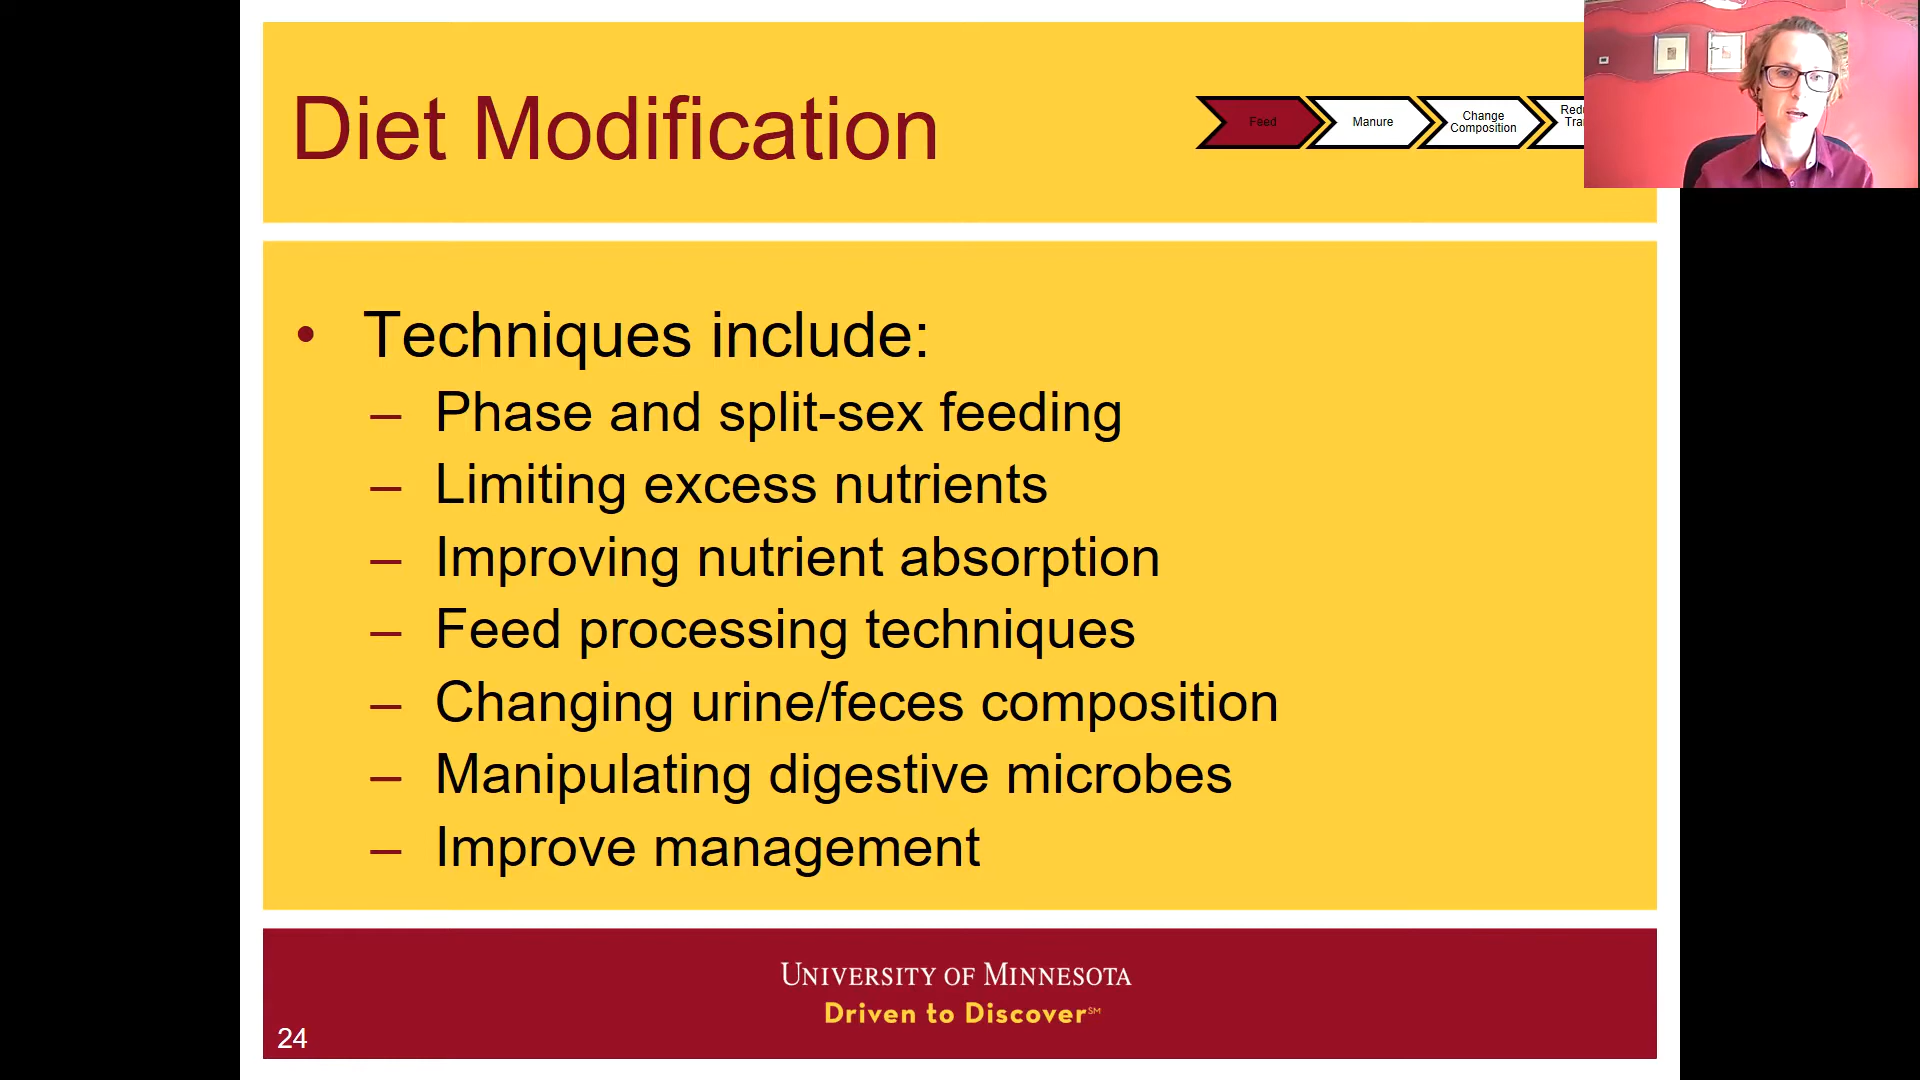 Diet Modification
Feed
Manure
Change
Composition
Techniques include:
– Phase and split-sex feeding
– Limiting excess nutrients
– Improving nutrient absorption
– Feed processing techniques
– Changing urine/feces composition
– Manipulating digestive microbes
– Improve management
UNIVERSITY OF MINNESOTA
Driven to Discover℠
24